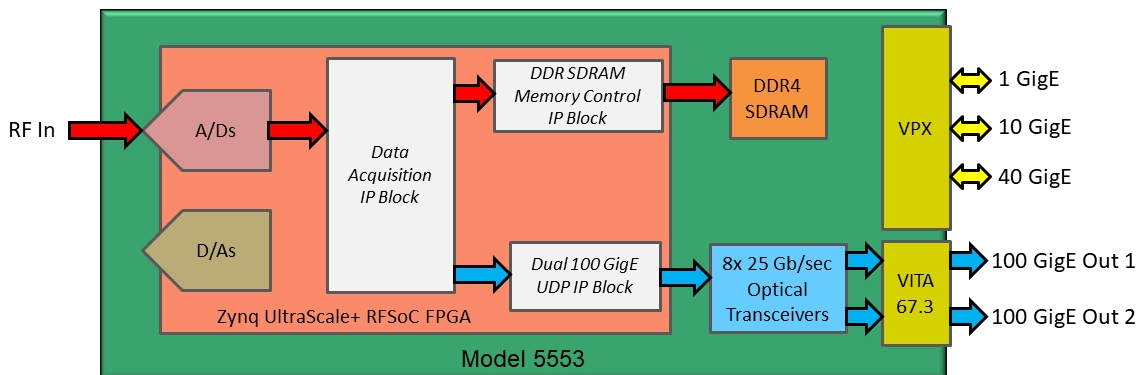 RF In
A/Ds
D/As
Data
Acquisition
IP Block
DDR SDRAM
Memory Control
IP Block
DDR4
SDRAM
Dual 100 GigE
UDP IP Block
8x 25 Gb/sec
Optical
Transceivers
Zynq UltraScale+ RFSoC FPGA
VPX
1 GigE
10 GigE
40 GigE
VITA
67.3
100 GigE Out 1
100 GigE Out 2
Model 5553